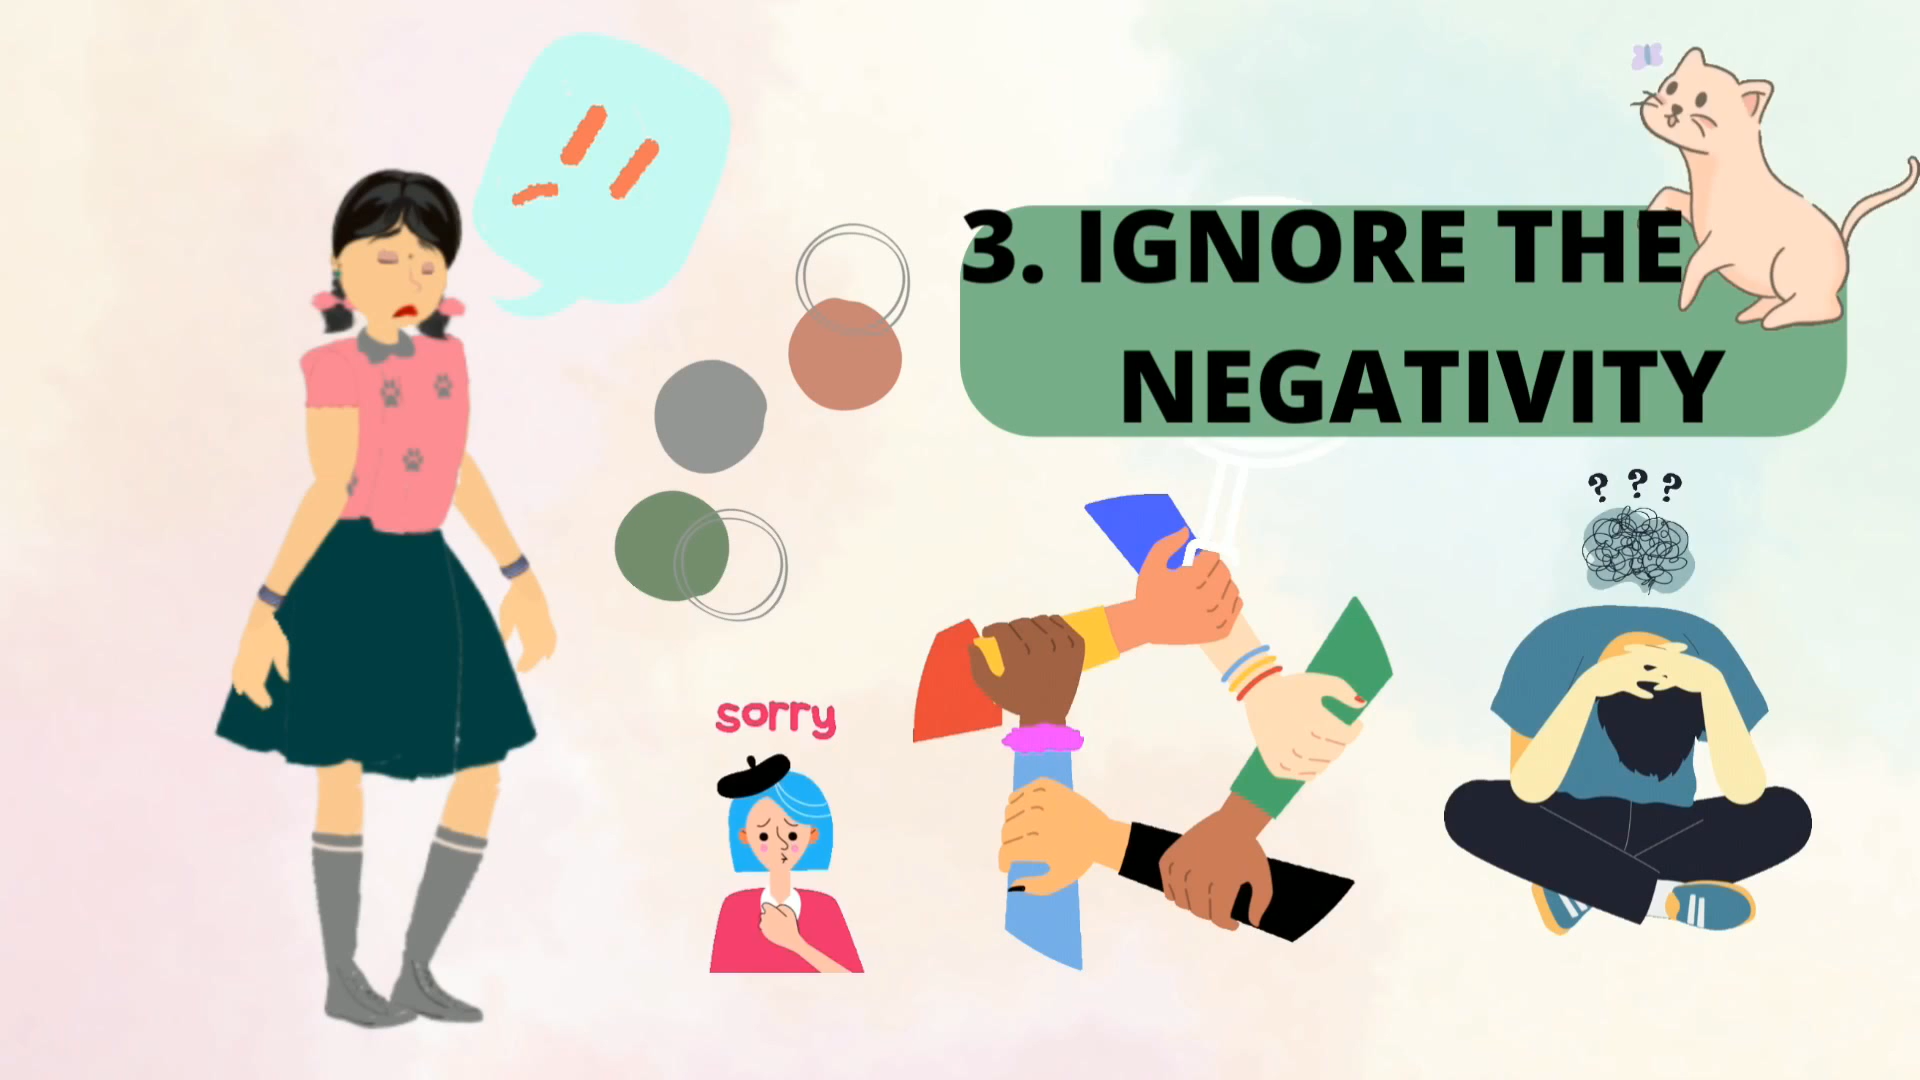 3. IGNORE THE
NEGATIVITY
? ? ?
sorry